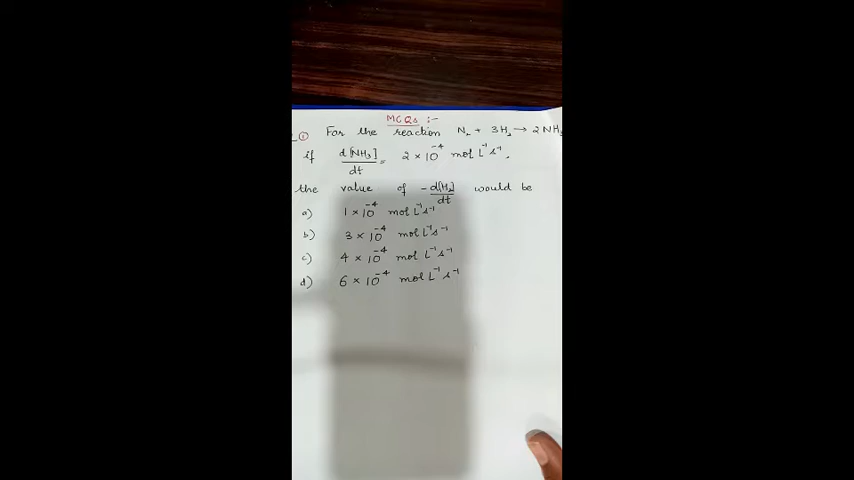 MCQs :-
① For the reaction N₂ + 3H₂ → 2NH₃
if d[NH₃]/dt = 2 × 10⁻⁴ mol L⁻¹ s⁻¹.
the value of -d[H₂]/dt would be
a) 1 × 10⁻⁴ mol L⁻¹ s⁻¹
b) 3 × 10⁻⁴ mol L⁻¹ s⁻¹
c) 4 × 10⁻⁴ mol L⁻¹ s⁻¹
d) 6 × 10⁻⁴ mol L⁻¹ s⁻¹